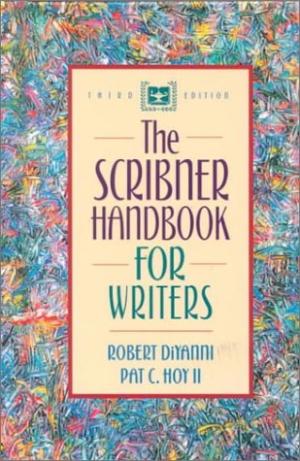 THIRD EDITION
The
SCRIBNER
HANDBOOK
FOR
WRITERS
ROBERT DIYANNI
PAT C. HOY II